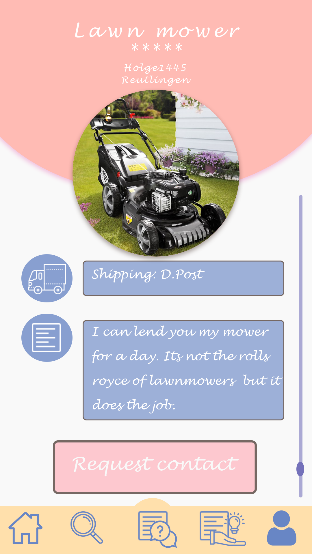 Lawn mower
*****
Holge1445
Reutlingen
Shipping: D.Post
I can lend you my mower
for a day. Its not the rolls
royce of lawnmowers but it
does the job.
Request contact